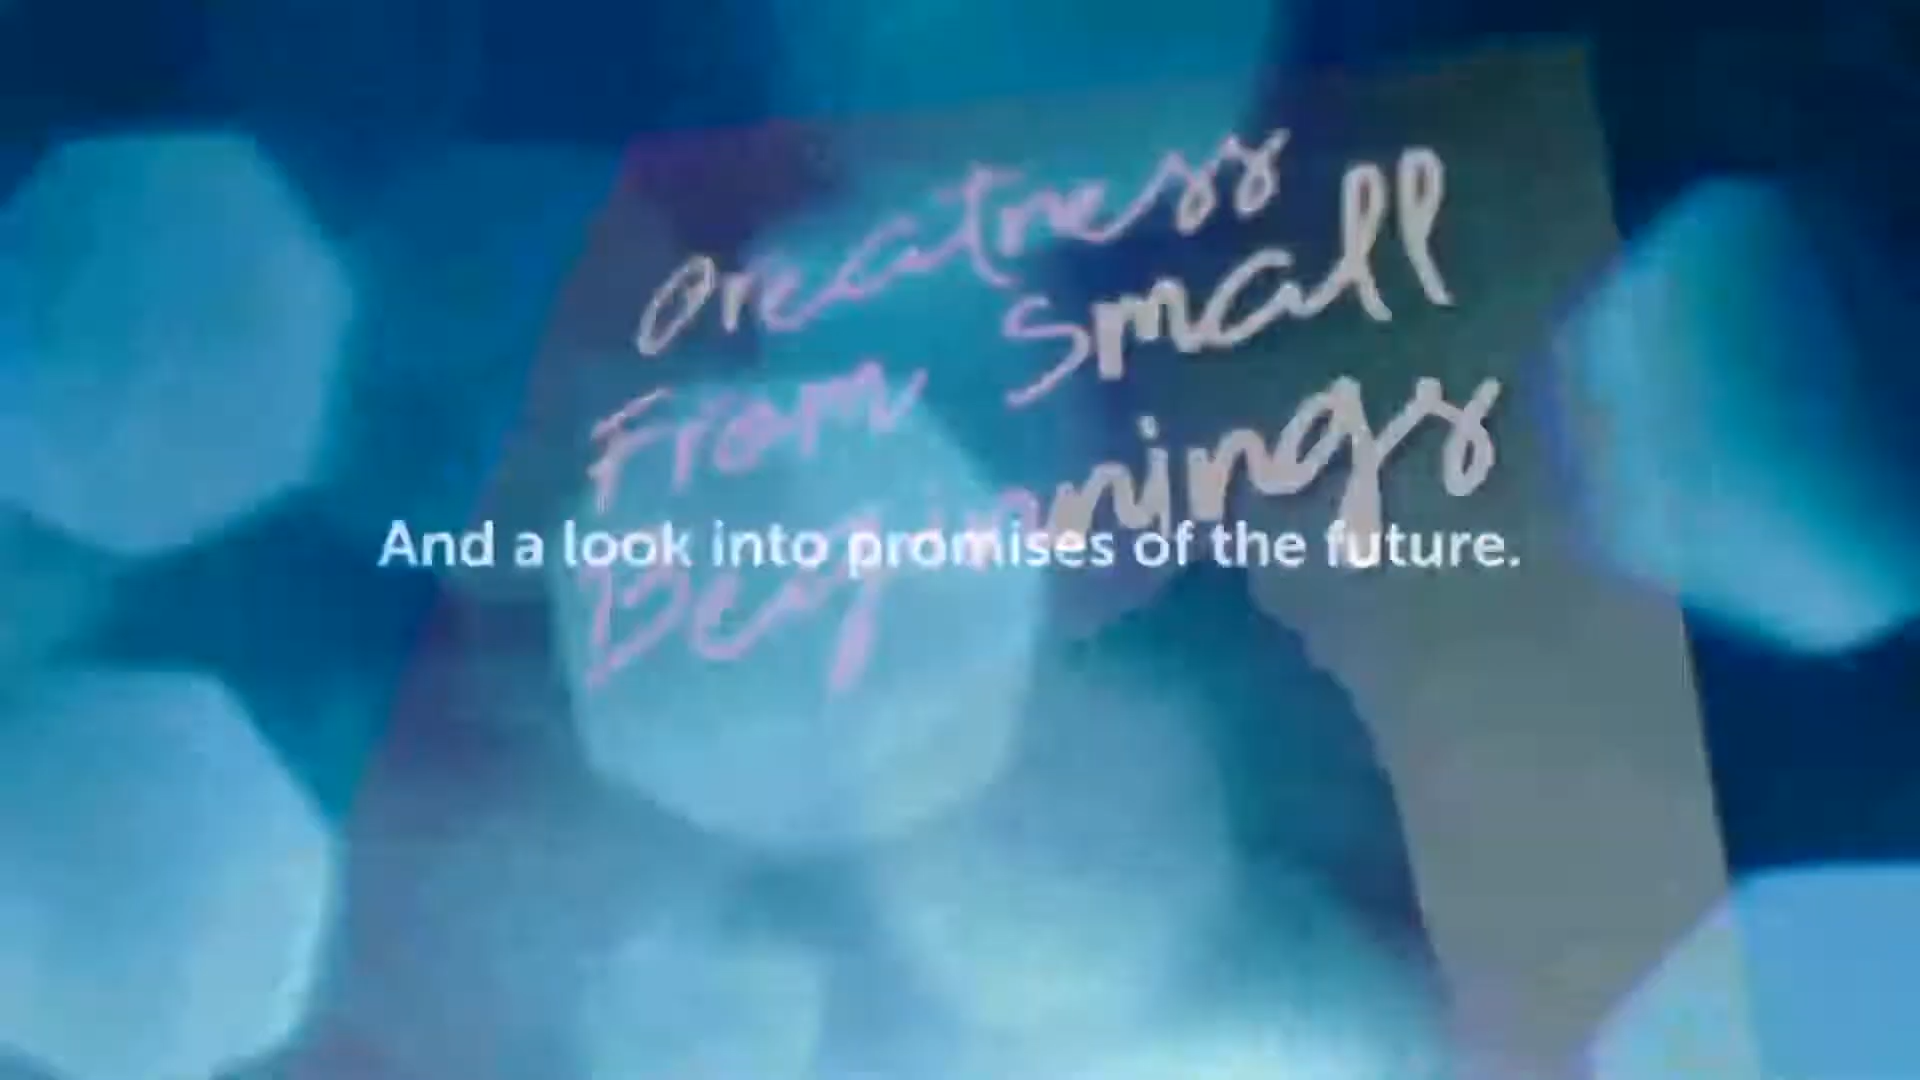 Greatness
From Small
Beginnings
And a look into promises of the future.